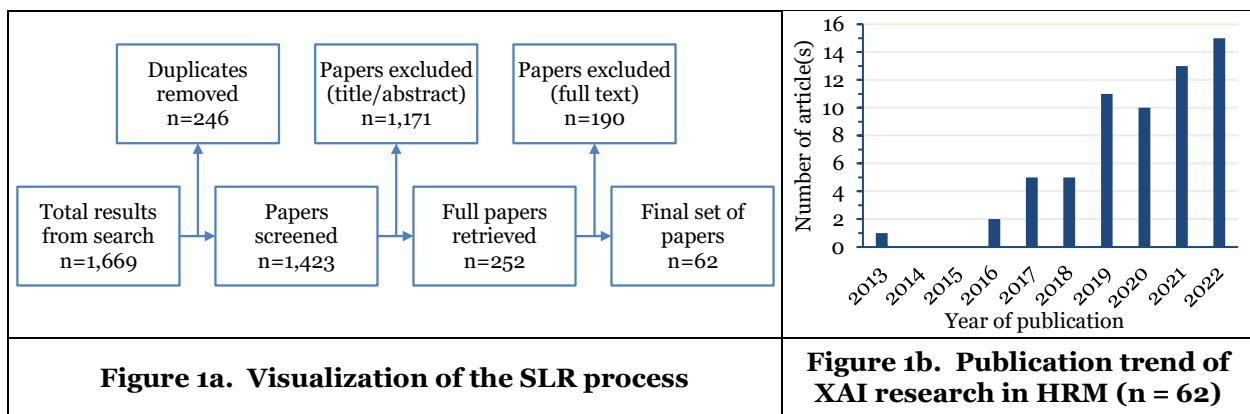 Duplicates
removed
n=246
Papers excluded
(title/abstract)
n=1,171
Papers excluded
(full text)
n=190
Total results
from search
n=1,669
Papers
screened
n=1,423
Full papers
retrieved
n=252
Final set of
papers
n=62
Figure 1a. Visualization of the SLR process
Number of article(s)
16
14
12
10
8
6
4
2
0
2013
2014
2015
2016
2017
2018
2019
2020
2021
2022
Year of publication
Figure 1b. Publication trend of
XAI research in HRM (n = 62)